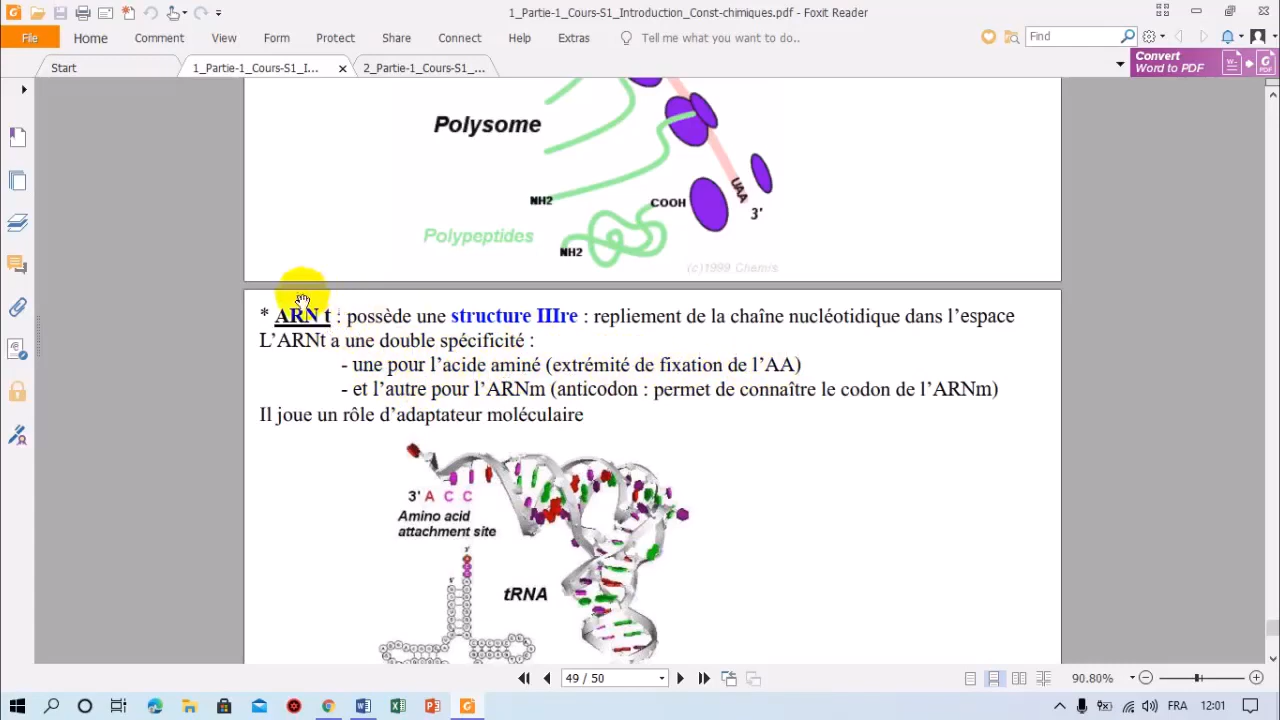 1_Partie-1_Cours-S1_Introduction_Const-chimiques.pdf - Foxit Reader
File Home Comment View Form Protect Share Connect Help Extras Tell me what you want to do.. Find
Start 1_Partie-1_Cours-S1_I... 2_Partie-1_Cours-S1_...
Convert
Word to PDF
Polysome
UAA
NH2
COOH
3'
Polypeptides
NH2
(c)1999 Chemis
* ARN t : possède une structure IIIre : repliement de la chaîne nucléotidique dans l’espace
L’ARNt a une double spécificité :
- une pour l’acide aminé (extrémité de fixation de l’AA)
- et l’autre pour l’ARNm (anticodon : permet de connaître le codon de l’ARNm)
Il joue un rôle d’adaptateur moléculaire
3' A C C
Amino acid
attachment site
3'
5'
tRNA
49 / 50
90.80%
FRA 12:01